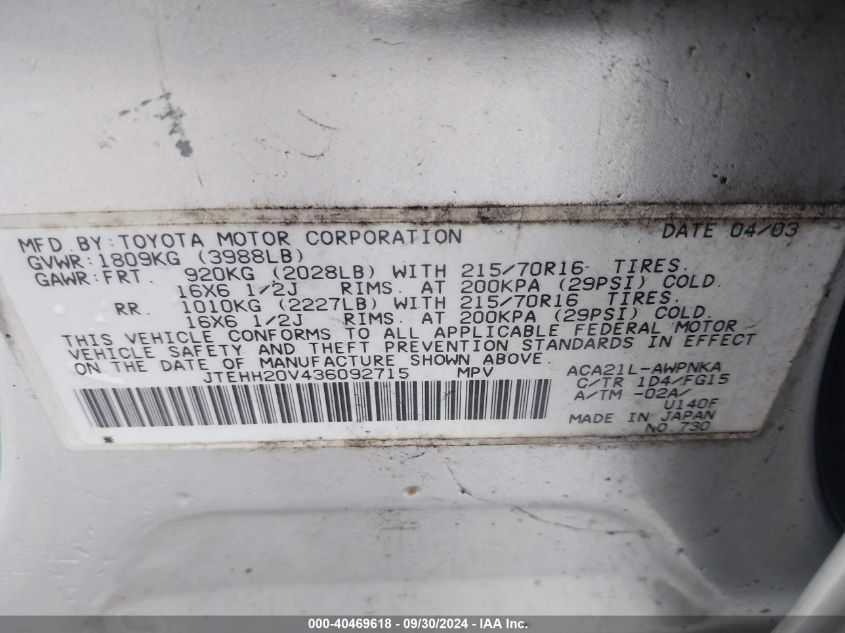 MFD BY:TOYOTA MOTOR CORPORATION DATE 04/03
GVWR:1809KG (3988LB)
GAWR:FRT. 920KG (2028LB) WITH 215/70R16 TIRES.
16X6 1/2J RIMS. AT 200KPA (29PSI) COLD.
RR. 1010KG (2227LB) WITH 215/70R16 TIRES.
16X6 1/2J RIMS. AT 200KPA (29PSI) COLD.
THIS VEHICLE CONFORMS TO ALL APPLICABLE FEDERAL MOTOR
VEHICLE SAFETY AND THEFT PREVENTION STANDARDS IN EFFECT
ON THE DATE OF MANUFACTURE SHOWN ABOVE.
JTEHH20V436092715 MPV ACA21L-AWPNKA
C/TR 1D4/FG15
A/TM -02A/
U140F
MADE IN JAPAN
NO 730
*
000-40469618 - 09/30/2024 - IAA Inc.